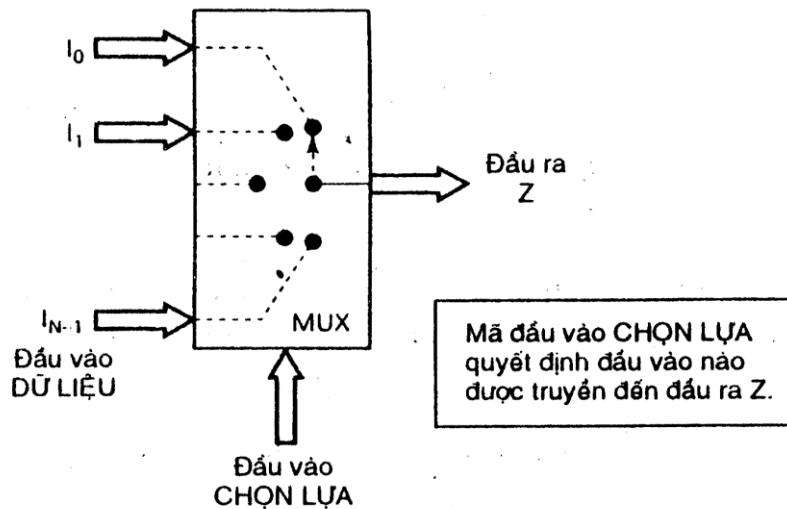 I0
I1
Đầu ra
Z
IN-1
MUX
Đầu vào
DỮ LIỆU
Mã đầu vào CHỌN LỰA
quyết định đầu vào nào
được truyền đến đầu ra Z.
Đầu vào
CHỌN LỰA